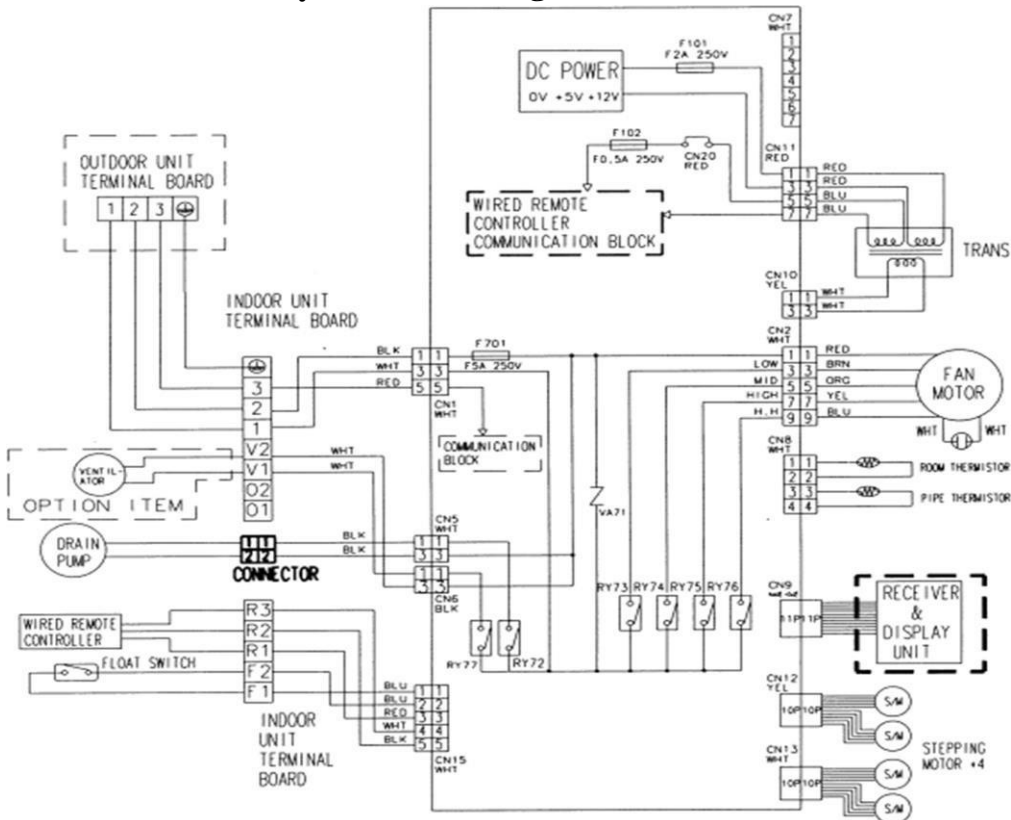 CN7
WHT
1
2
3
4
5
6
7
F101
F2A 250V
DC POWER
0V +5V +12V
F102
F0.5A 250V
CN20
RED
CN11
RED
1 1 RED
3 3 RED
5 5 BLU
7 7 BLU
TRANS
WIRED REMOTE
CONTROLLER
COMMUNICATION BLOCK
OUTDOOR UNIT
TERMINAL BOARD
1 2 3
CN10
YEL
1 1 WHT
3 3 WHT
INDOOR UNIT
TERMINAL BOARD
3
2
1
V2
V1
O2
O1
BLK 1 1
WHT 3 3
RED 5 5
CN1
WHT
F701
F5A 250V
COMMUNICATION
BLOCK
CN2
WHT
LOW
MID
HIGH
H.H
1 1 RED
3 3 BRN
5 5 ORG
7 7 YEL
9 9 BLU
FAN
MOTOR
WHT
WHT
CN8
WHT
1 1
2 2
3 3
4 4
ROOM THERMISTOR
PIPE THERMISTOR
VENTIL-
ATOR
OPTION ITEM
WHT
WHT
VA71
DRAIN
PUMP
1 1
2 2
CONNECTOR
BLK
BLK
CN5
WHT
1 1
3 3
1 1
3 3
CN6
BLK
RY77
RY72
RY73
RY74
RY75
RY76
CN9
11P 11P
RECEIVER
&
DISPLAY
UNIT
WIRED REMOTE
CONTROLLER
FLOAT SWITCH
R3
R2
R1
F2
F1
INDOOR
UNIT
TERMINAL
BOARD
BLU 1 1
BLU 2 2
RED 3 3
WHT 4 4
BLK 5 5
CN15
WHT
CN12
YEL
10P 10P
S/M
S/M
CN13
WHT
10P 10P
S/M
S/M
STEPPING
MOTOR *4